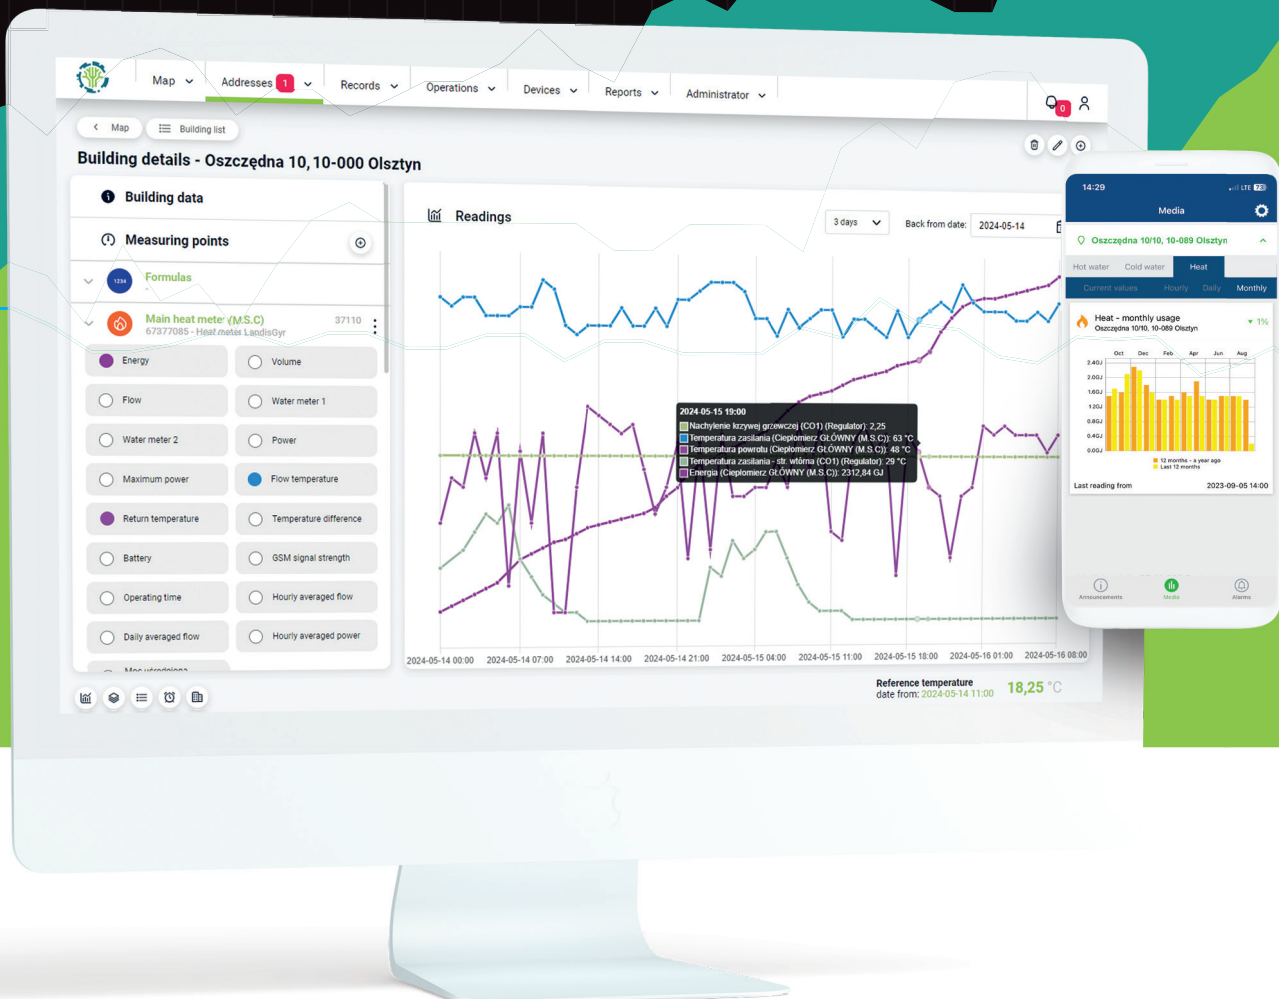 Map
Addresses 1
Records
Operations
Devices
Reports
Administrator
0
Map
Building list
Building details - Oszczędna 10, 10-000 Olsztyn
Building data
Measuring points
1234
Formulas
-
Main heat meter (M.S.C)
67377085 - Heat meter LandisGyr
37110
Energy
Volume
Flow
Water meter 1
Water meter 2
Power
Maximum power
Flow temperature
Return temperature
Temperature difference
Battery
GSM signal strength
Operating time
Hourly averaged flow
Daily averaged flow
Hourly averaged power
Moc uśredniona
Readings
3 days
Back from date:
2024-05-14
2024-05-15 19:00
Nachylenie krzywej grzewczej (CO1) (Regulator): 2,25
Temperatura zasilania (Ciepłomierz GŁÓWNY (M.S.C)): 63 °C
Temperatura powrotu (Ciepłomierz GŁÓWNY (M.S.C)): 48 °C
Temperatura zasilania - str. wtórna (CO1) (Regulator): 29 °C
Energia (Ciepłomierz GŁÓWNY (M.S.C)): 2312,84 GJ
2024-05-14 00:00
2024-05-14 07:00
2024-05-14 14:00
2024-05-14 21:00
2024-05-15 04:00
2024-05-15 11:00
2024-05-15 18:00
2024-05-16 01:00
2024-05-16 08:00
Reference temperature
date from: 2024-05-14 11:00
18,25 °C
14:29
LTE 73
Media
Oszczędna 10/10, 10-089 Olsztyn
Hot water
Cold water
Heat
Current values
Hourly
Daily
Monthly
Heat - monthly usage
Oszczędna 10/10, 10-089 Olsztyn
1%
Oct
Dec
Feb
Apr
Jun
Aug
2.4GJ
2.0GJ
1.6GJ
1.2GJ
0.8GJ
0.4GJ
0.0GJ
12 months - a year ago
Last 12 months
Last reading from
2023-09-05 14:00
Announcements
Media
Alarms